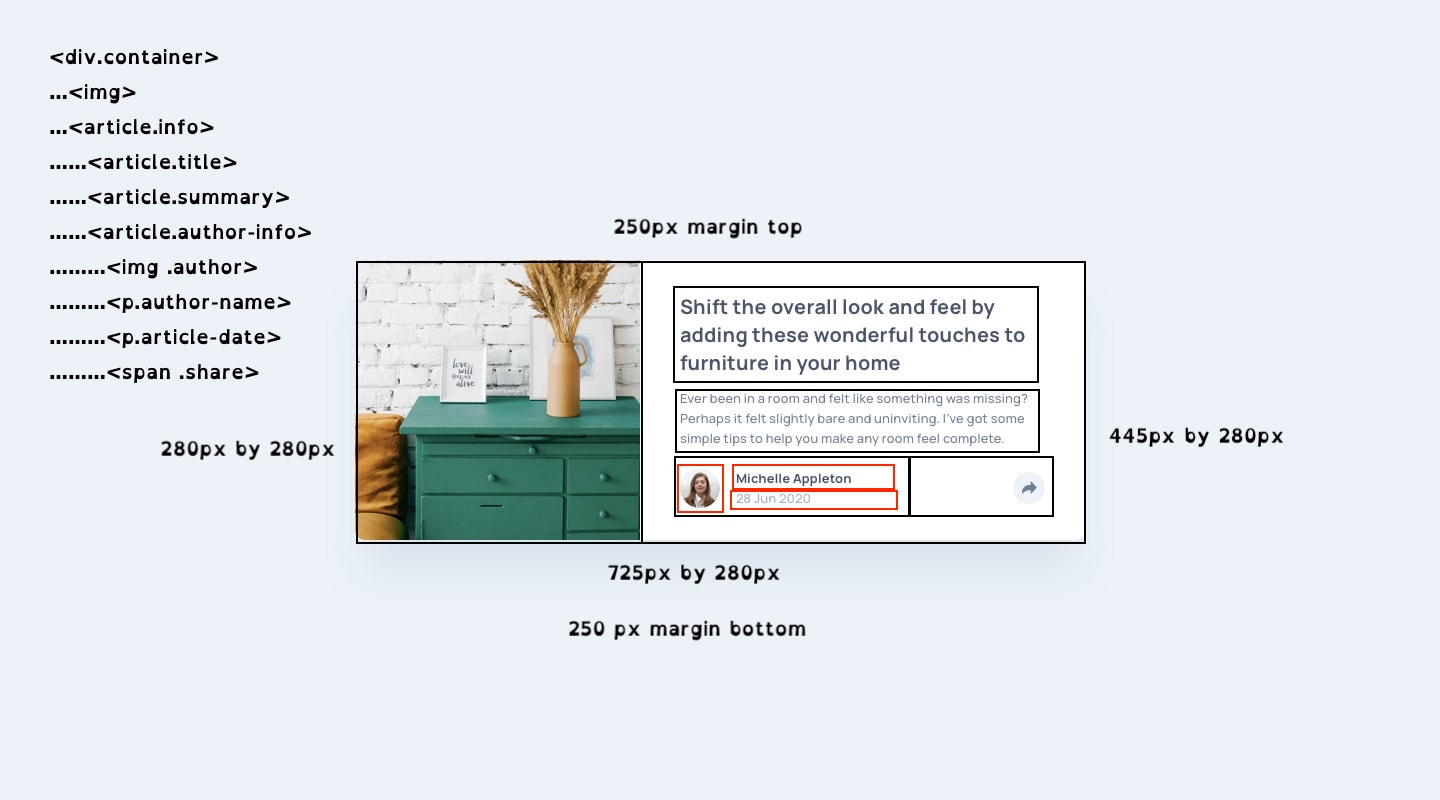 <div.container>
...<img>
...<article.info>
......<article.title>
......<article.summary>
......<article.author-info>
.........<img .author>
.........<p.author-name>
.........<p.article-date>
.........<span .share>
250px margin top
love
will
keep us
alive
Shift the overall look and feel by
adding these wonderful touches to
furniture in your home
Ever been in a room and felt like something was missing?
Perhaps it felt slightly bare and uninviting. I've got some
simple tips to help you make any room feel complete.
Michelle Appleton
28 Jun 2020
280px by 280px
445px by 280px
725px by 280px
250 px margin bottom